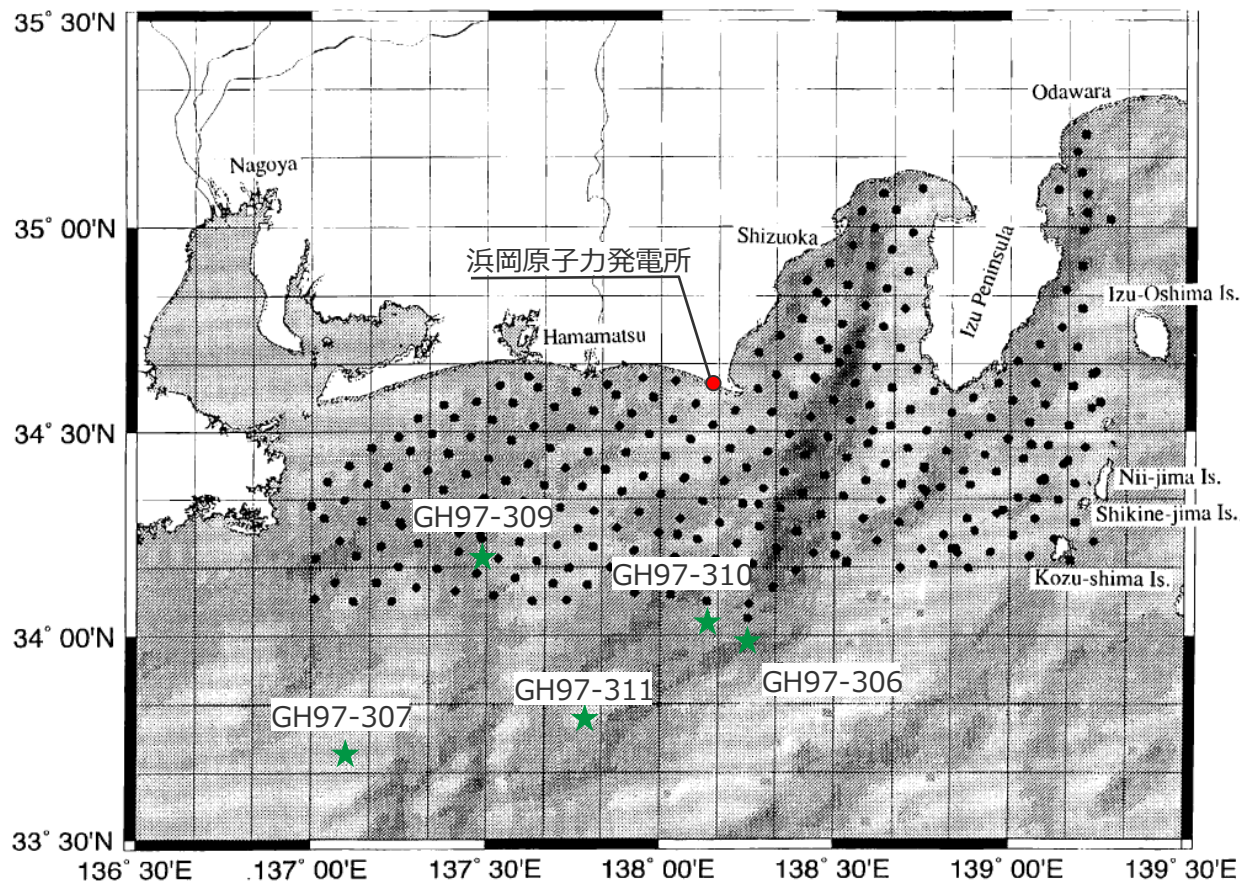 35° 30'N
Odawara
Nagoya
35° 00'N
Shizuoka
浜岡原子力発電所
Izu Peninsula
Izu-Oshima Is.
Hamamatsu
34° 30'N
Nii-jima Is.
GH97-309
Shikine-jima Is.
GH97-310
Kozu-shima Is.
34° 00'N
GH97-311
GH97-306
GH97-307
33° 30'N
136° 30'E
137° 00'E
137° 30'E
138° 00'E
138° 30'E
139° 00'E
139° 30'E